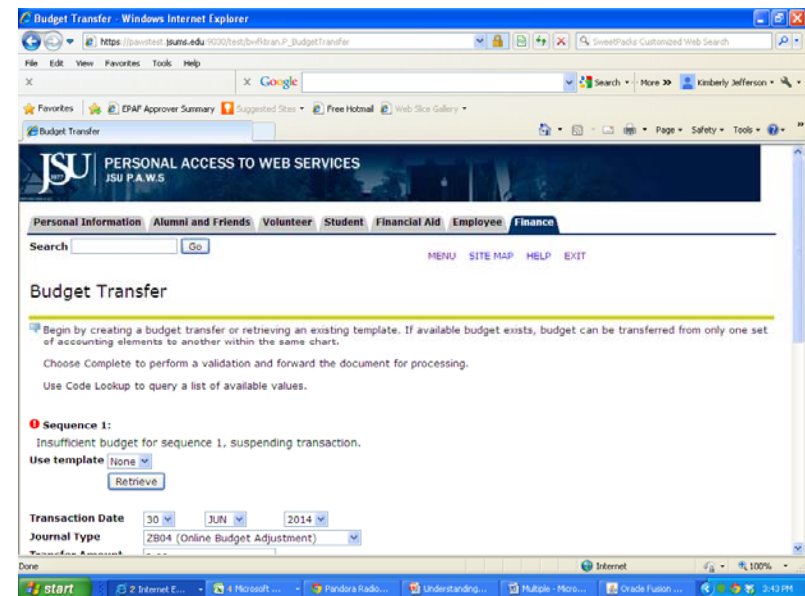 Budget Transfer - Windows Internet Explorer
https://pawstest.jsums.edu:9030/test/bwfktran.P_BudgetTransfer
SweetPacks Customized Web Search
File Edit View Favorites Tools Help
x x Google Search More >> Kimberly Jefferson
Favorites EPAF Approver Summary Suggested Sites Free Hotmail Web Slice Gallery
Budget Transfer Page Safety Tools >>
JSU PERSONAL ACCESS TO WEB SERVICES
1877 JSU P.A.W.S
Personal Information Alumni and Friends Volunteer Student Financial Aid Employee Finance
Search Go
MENU SITE MAP HELP EXIT
Budget Transfer
Begin by creating a budget transfer or retrieving an existing template. If available budget exists, budget can be transferred from only one set
of accounting elements to another within the same chart.
Choose Complete to perform a validation and forward the document for processing.
Use Code Lookup to query a list of available values.
Sequence 1:
Insufficient budget for sequence 1, suspending transaction.
Use template None
Retrieve
Transaction Date 30 JUN 2014
Journal Type ZB04 (Online Budget Adjustment)
Transfer Amount
Done Internet 100%
start 2 Internet E... 4 Microsoft ... Pandora Radio... Understanding... Multiple - Micro... Oracle Fusion ... 2:43 PM